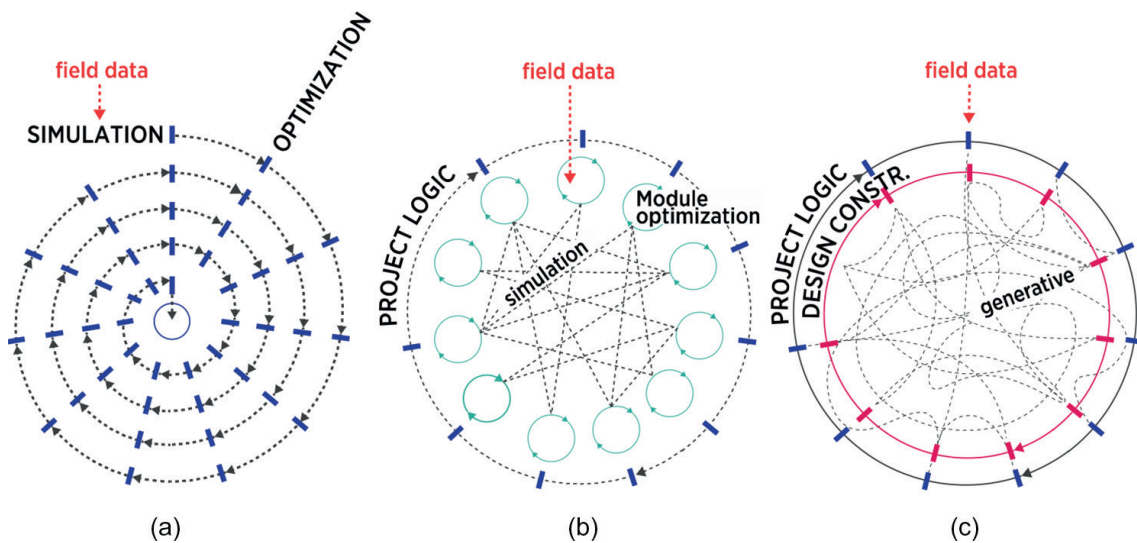 field data
SIMULATION
OPTIMIZATION
(a)
field data
PROJECT LOGIC
Module
optimization
simulation
(b)
field data
PROJECT LOGIC
DESIGN CONSTR.
generative
(c)